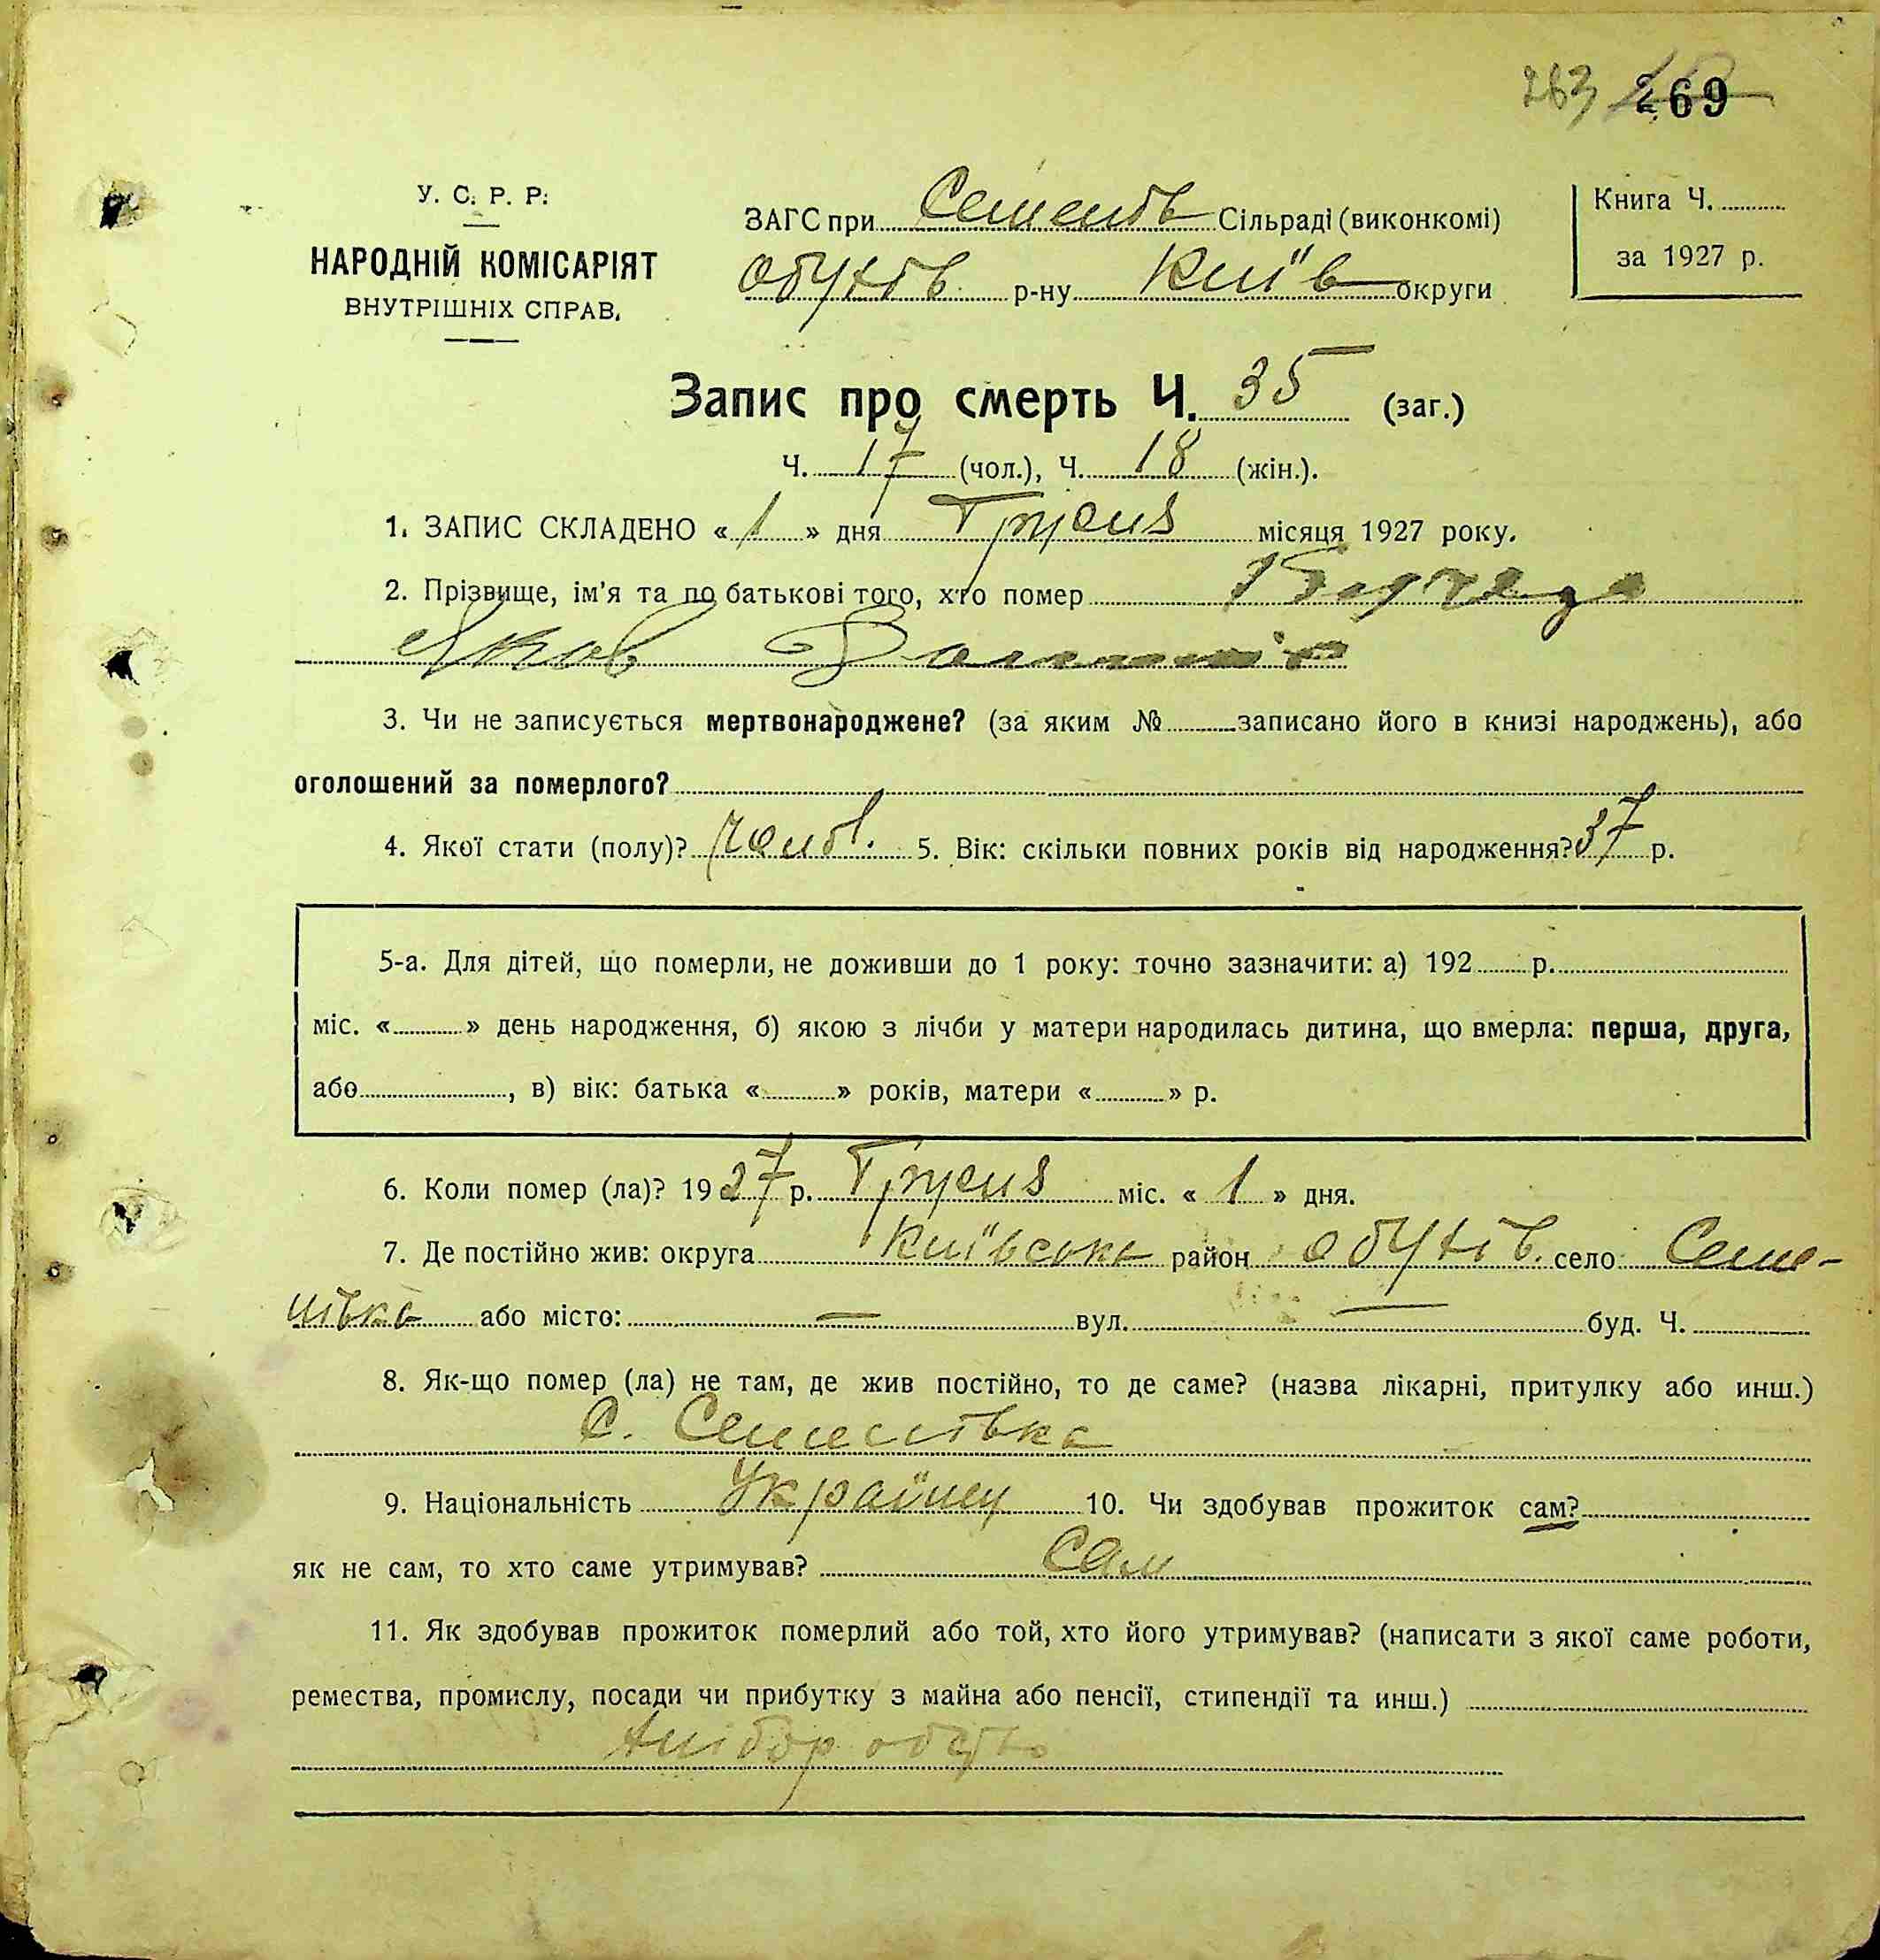 263 269
У. С. Р. Р.
НАРОДНІЙ КОМІСАРІЯТ
ВНУТРІШНІХ СПРАВ.
ЗАГС при Семенов Сільраді (виконкомі)
Обухів. р-ну Київ округи
Книга Ч.
за 1927 р.
Запис про смерть Ч. 35 (заг.)
Ч. 17 (чол.), Ч. 18 (жін.).
1. ЗАПИС СКЛАДЕНО « 1 » дня Грудня місяця 1927 року.
2. Прізвище, ім'я та по батькові того, хто помер
Яков
3. Чи не записується мертвонароджене? (за яким № записано його в книзі народжень), або
оголошений за померлого?
4. Якої стати (полу)? чолов. 5. Вік: скільки повних років від народження? 37 р.
5-а. Для дітей, що померли, не доживши до 1 року: точно зазначити: а) 192 р.
міс. « » день народження, б) якою з лічби у матери народилась дитина, що вмерла: перша, друга,
або , в) вік: батька « » років, матери « » р.
6. Коли помер (ла)? 1927 р. Грудня міс. « 1 » дня.
7. Де постійно жив: округа Київська район Обухів. село Семе-
нівка або місто: — вул. — буд. Ч.
8. Як-що помер (ла) не там, де жив постійно, то де саме? (назва лікарні, притулку або инш.)
С. Семенівка
9. Національність Українец 10. Чи здобував прожиток сам?
як не сам, то хто саме утримував? Сам
11. Як здобував прожиток померлий або той, хто його утримував? (написати з якої саме роботи,
ремества, промислу, посади чи прибутку з майна або пенсії, стипендії та инш.)
Хлібор